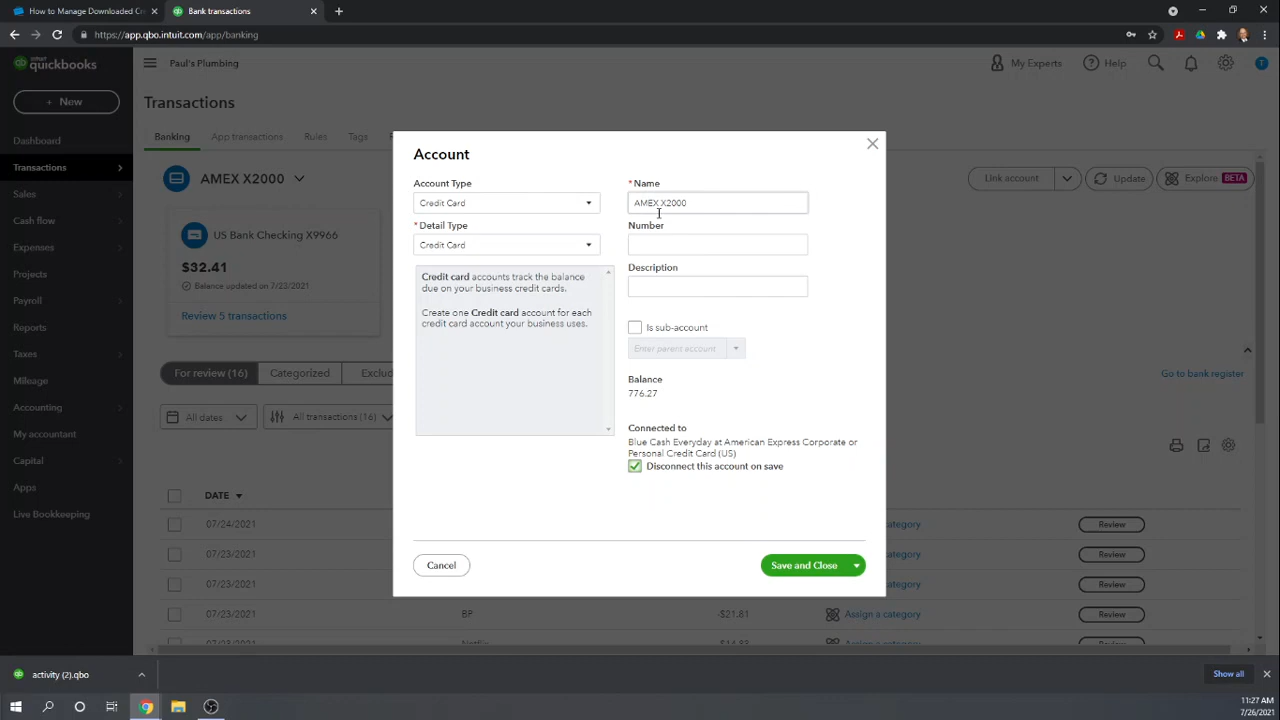 How to Manage Downloaded Cr
Bank transactions
https://app.qbo.intuit.com/app/banking
quickbooks
Paul's Plumbing
My Experts
Help
T
+ New
Transactions
Dashboard
Banking
App transactions
Rules
Tags
R
Transactions
AMEX X2000
Link account
Update
Explore BETA
Sales
Cash flow
US Bank Checking X9966
Expenses
$32.41
Projects
Balance updated on 7/23/2021
Payroll
Review 5 transactions
Reports
Taxes
For review (16)
Categorized
Exclud
Go to bank register
Mileage
Accounting
All dates
All transactions (16)
My accountant
Capital
Apps
DATE
Live Bookkeeping
07/24/2021
category
Review
07/23/2021
category
Review
07/23/2021
category
Review
07/23/2021
BP
-$21.81
Assign a category
Review
07/23/2021
Netflix
-$14.83
Assign a category
Review
Account
Account Type
Credit Card
* Detail Type
Credit Card
Credit card accounts track the balance
due on your business credit cards.
Create one Credit card account for each
credit card account your business uses.
* Name
AMEX X2000
Number
Description
Is sub-account
Enter parent account
Balance
776.27
Connected to
Blue Cash Everyday at American Express Corporate or
Personal Credit Card (US)
Disconnect this account on save
Cancel
Save and Close
activity (2).qbo
Show all
11:27 AM
7/26/2021